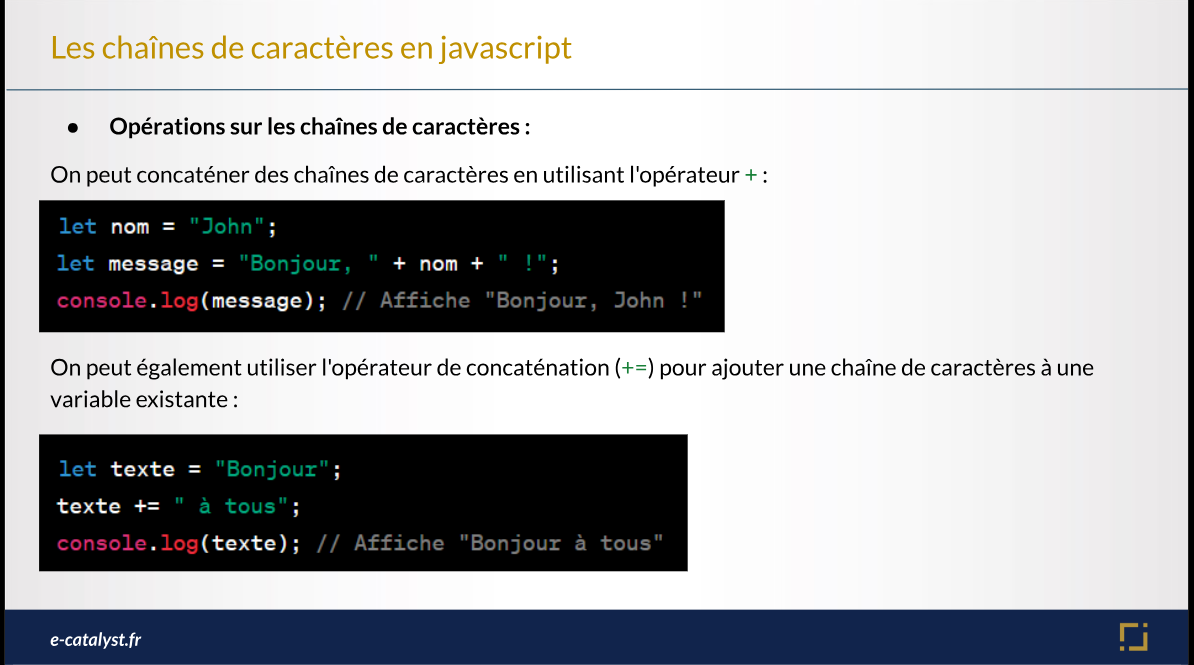 Les chaînes de caractères en javascript
● Opérations sur les chaînes de caractères :
On peut concaténer des chaînes de caractères en utilisant l'opérateur + :
let nom = "John";
let message = "Bonjour, " + nom + " !";
console.log(message); // Affiche "Bonjour, John !"
On peut également utiliser l'opérateur de concaténation (+=) pour ajouter une chaîne de caractères à une
variable existante :
let texte = "Bonjour";
texte += " à tous";
console.log(texte); // Affiche "Bonjour à tous"
e-catalyst.fr